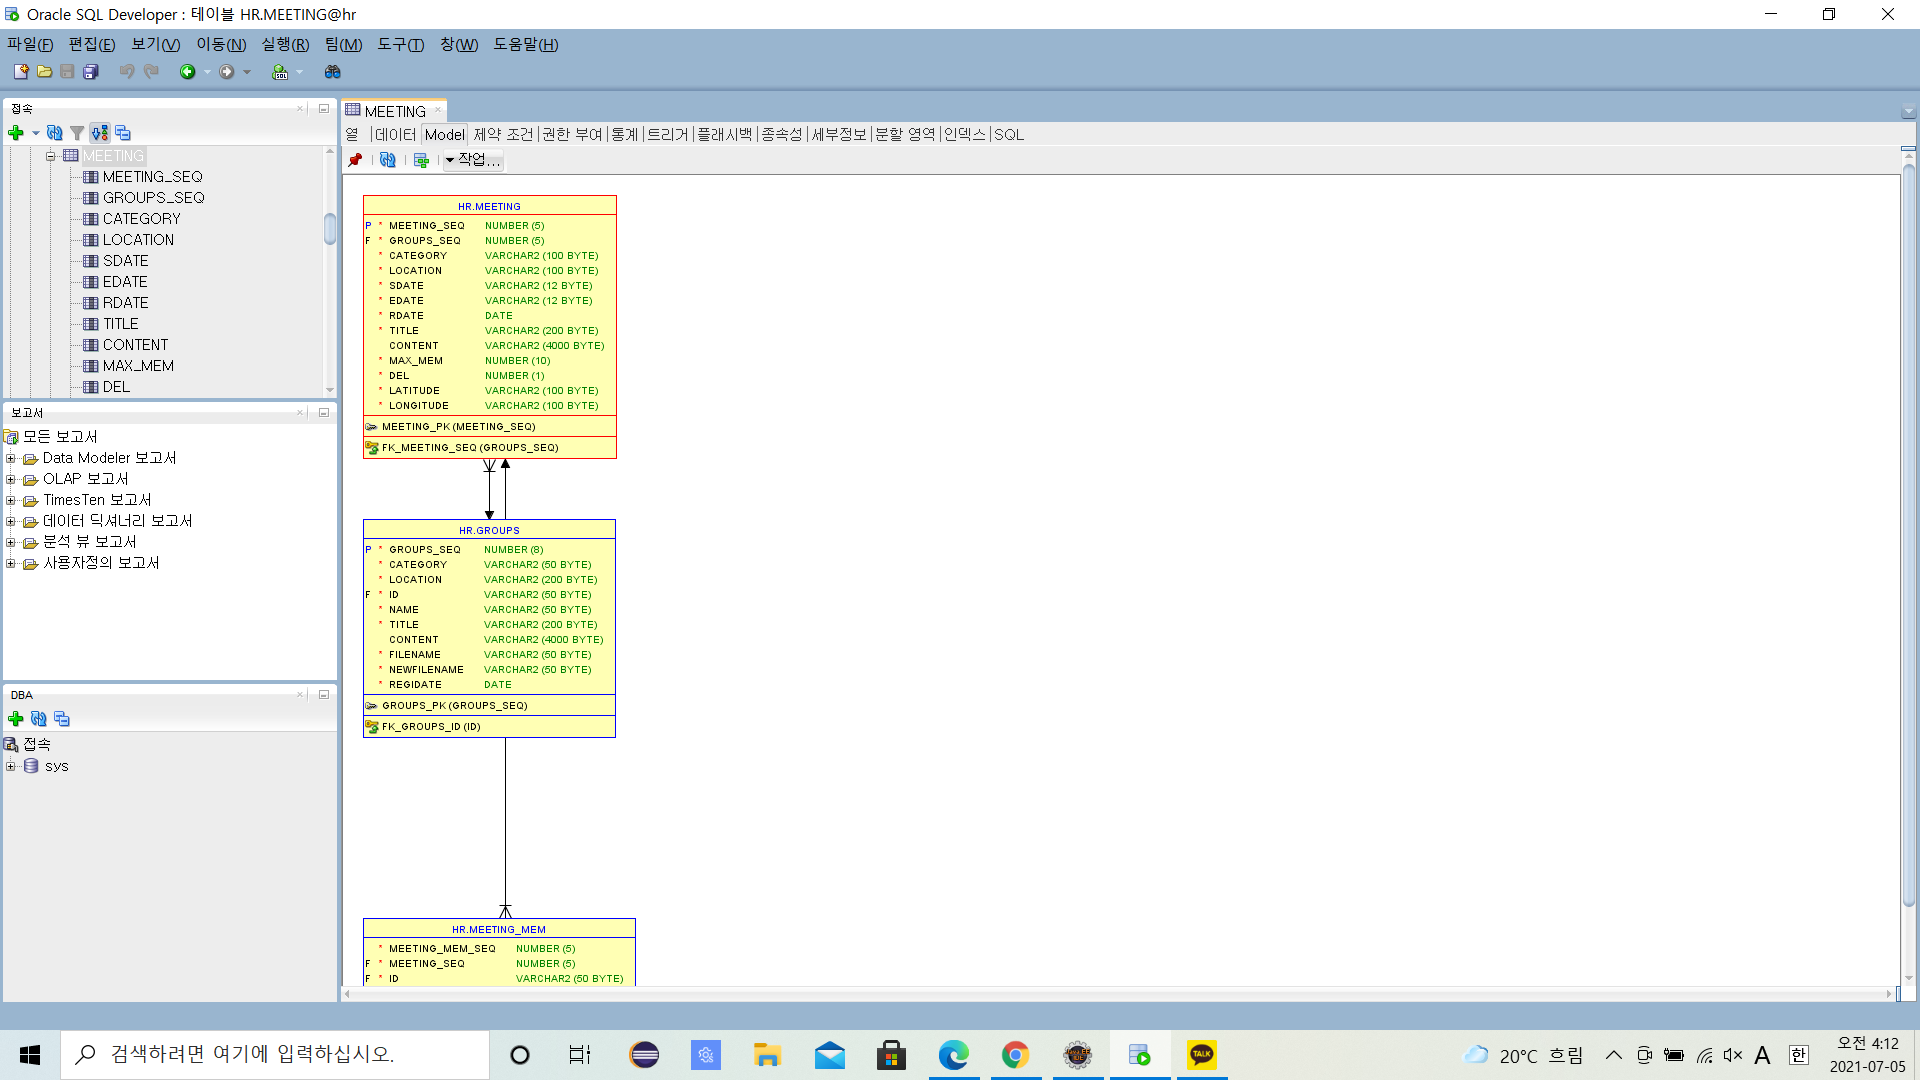 Oracle SQL Developer : 테이블 HR.MEETING@hr
파일(F) 편집(E) 보기(V) 이동(N) 실행(R) 팀(M) 도구(T) 창(W) 도움말(H)
접속
MEETING
MEETING_SEQ
GROUPS_SEQ
CATEGORY
LOCATION
SDATE
EDATE
RDATE
TITLE
CONTENT
MAX_MEM
DEL
보고서
모든 보고서
Data Modeler 보고서
OLAP 보고서
TimesTen 보고서
데이터 딕셔너리 보고서
분석 뷰 보고서
사용자정의 보고서
DBA
접속
sys
MEETING
열 데이터 Model 제약 조건 권한 부여 통계 트리거 플래시백 종속성 세부정보 분할 영역 인덱스 SQL
작업...
HR.MEETING
P * MEETING_SEQ NUMBER (5)
F * GROUPS_SEQ NUMBER (5)
* CATEGORY VARCHAR2 (100 BYTE)
* LOCATION VARCHAR2 (100 BYTE)
* SDATE VARCHAR2 (12 BYTE)
* EDATE VARCHAR2 (12 BYTE)
* RDATE DATE
* TITLE VARCHAR2 (200 BYTE)
CONTENT VARCHAR2 (4000 BYTE)
* MAX_MEM NUMBER (10)
* DEL NUMBER (1)
* LATITUDE VARCHAR2 (100 BYTE)
* LONGITUDE VARCHAR2 (100 BYTE)
MEETING_PK (MEETING_SEQ)
FK_MEETING_SEQ (GROUPS_SEQ)
HR.GROUPS
P * GROUPS_SEQ NUMBER (8)
* CATEGORY VARCHAR2 (50 BYTE)
* LOCATION VARCHAR2 (200 BYTE)
F * ID VARCHAR2 (50 BYTE)
* NAME VARCHAR2 (50 BYTE)
* TITLE VARCHAR2 (200 BYTE)
CONTENT VARCHAR2 (4000 BYTE)
* FILENAME VARCHAR2 (50 BYTE)
* NEWFILENAME VARCHAR2 (50 BYTE)
* REGIDATE DATE
GROUPS_PK (GROUPS_SEQ)
FK_GROUPS_ID (ID)
HR.MEETING_MEM
* MEETING_MEM_SEQ NUMBER (5)
F * MEETING_SEQ NUMBER (5)
F * ID VARCHAR2 (50 BYTE)
검색하려면 여기에 입력하십시오.
TALK
20°C 흐림
A 한
오전 4:12
2021-07-05